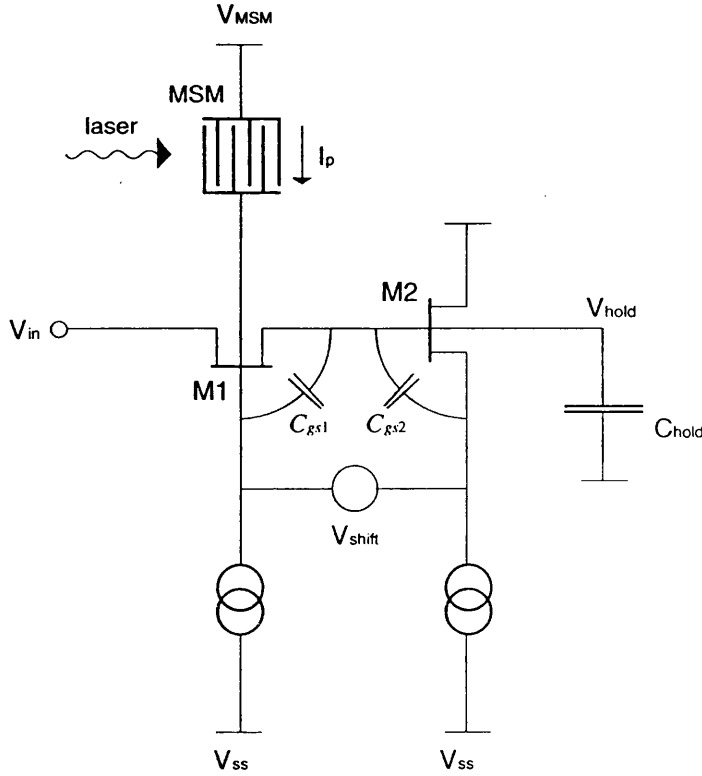 VMSM
MSM
laser
Ip
M2
Vhold
Vin
M1
Cgs1
Cgs2
Chold
Vshift
Vss
Vss